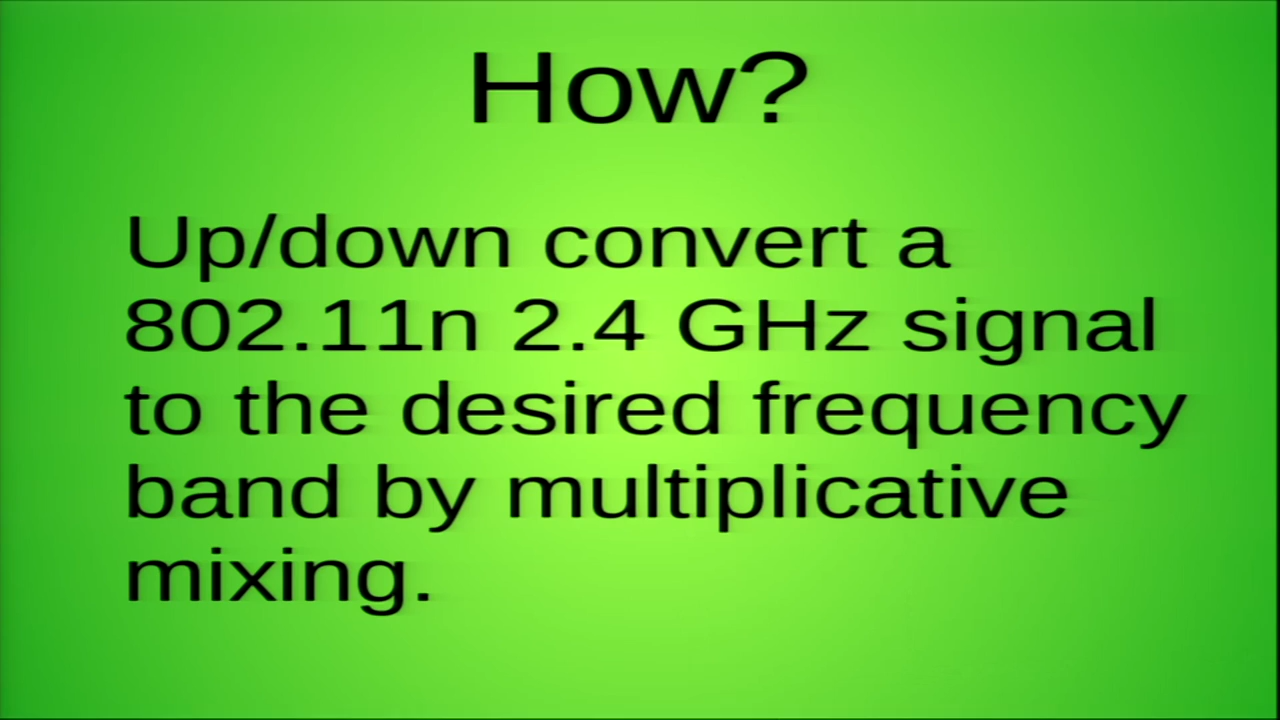 How?
Up/down convert a
802.11n 2.4 GHz signal
to the desired frequency
band by multiplicative
mixing.